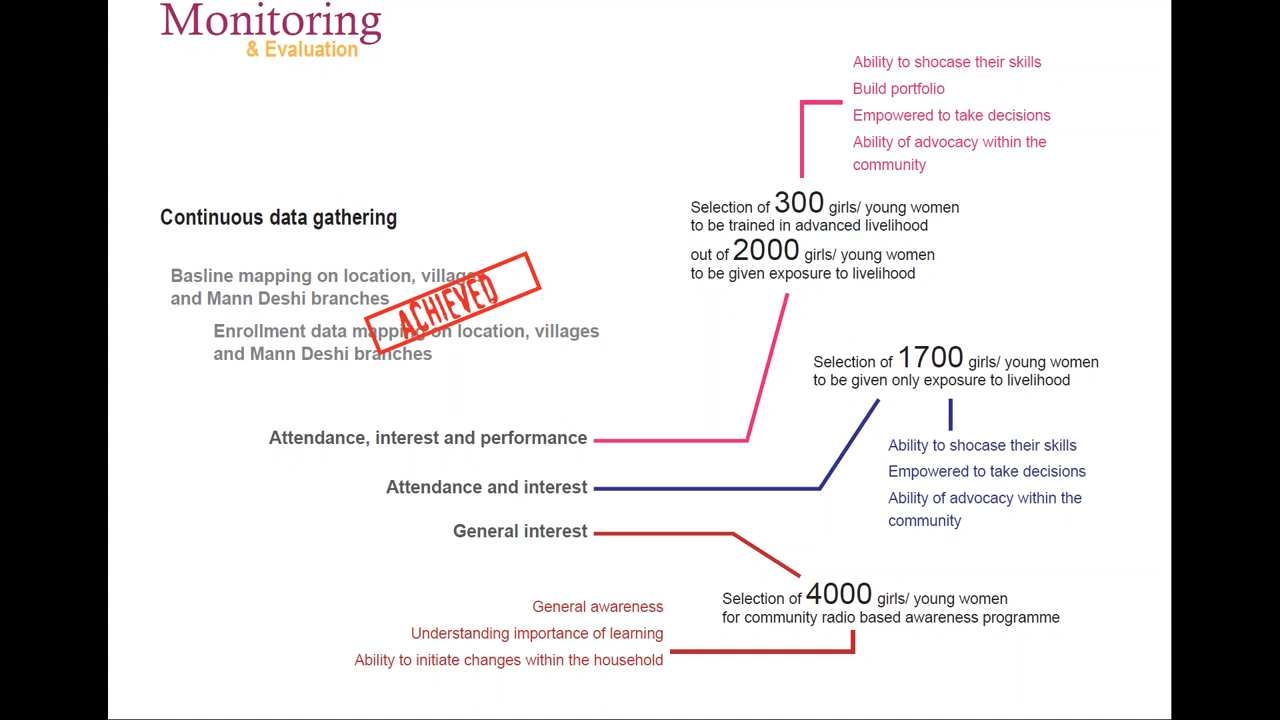 Monitoring
& Evaluation
Ability to shocase their skills
Build portfolio
Empowered to take decisions
Ability of advocacy within the
community
Selection of 300 girls/ young women
to be trained in advanced livelihood
out of 2000 girls/ young women
to be given exposure to livelihood
Continuous data gathering
Basline mapping on location, villages
and Mann Deshi branches
ACHIEVED
Enrollment data mapping on location, villages
and Mann Deshi branches
Selection of 1700 girls/ young women
to be given only exposure to livelihood
Attendance, interest and performance
Attendance and interest
General interest
Ability to shocase their skills
Empowered to take decisions
Ability of advocacy within the
community
Selection of 4000 girls/ young women
for community radio based awareness programme
General awareness
Understanding importance of learning
Ability to initiate changes within the household